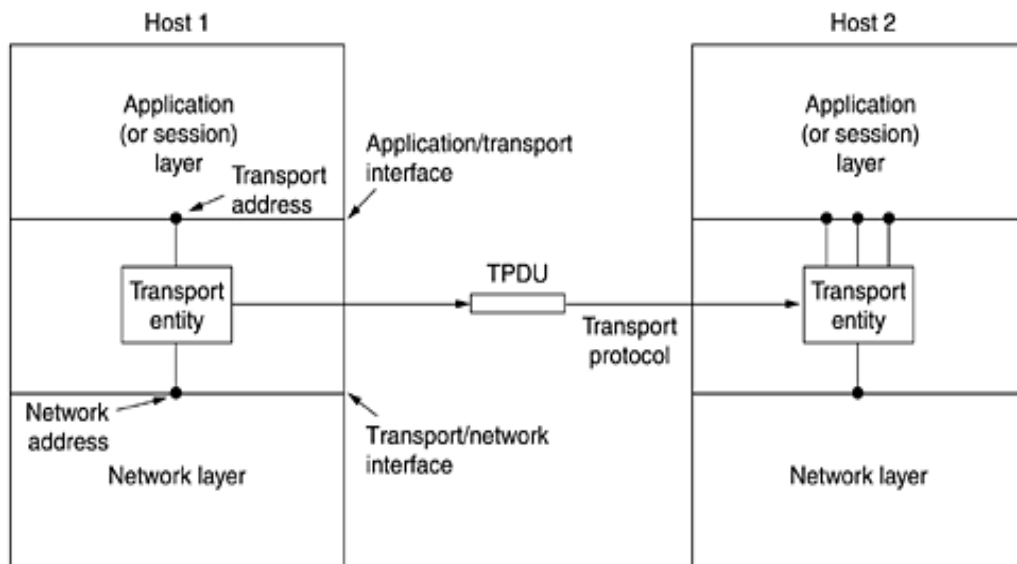 Host 1
Host 2
Application
(or session)
layer
Transport
address
Application/transport
interface
Application
(or session)
layer
Transport
entity
TPDU
Transport
protocol
Transport
entity
Network
address
Transport/network
interface
Network layer
Network layer